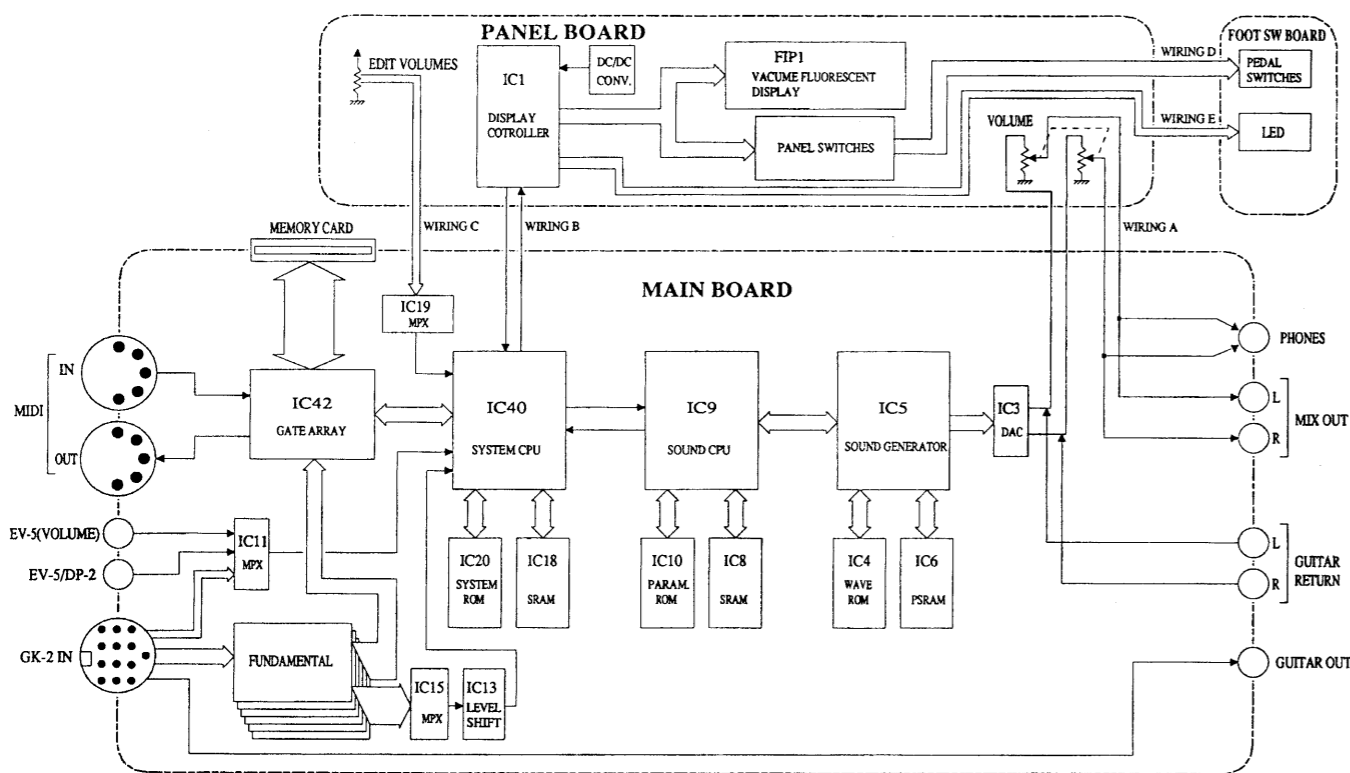 PANEL BOARD
EDIT VOLUMES
IC1
DISPLAY
COTROLLER
DC/DC
CONV.
FIP1
VACUME FLUORESCENT
DISPLAY
PANEL SWITCHES
VOLUME
WIRING D
WIRING E
FOOT SW BOARD
PEDAL
SWITCHES
LED
WIRING C
WIRING B
WIRING A
MEMORY CARD
MAIN BOARD
IC19
MPX
IN
MIDI
OUT
IC42
GATE ARRAY
IC40
SYSTEM CPU
IC9
SOUND CPU
IC5
SOUND GENERATOR
IC3
DAC
PHONES
L
R
MIX OUT
EV-5(VOLUME)
EV-5/DP-2
IC11
MPX
IC20
SYSTEM
ROM
IC18
SRAM
IC10
PARAM.
ROM
IC8
SRAM
IC4
WAVE
ROM
IC6
PSRAM
L
R
GUITAR
RETURN
GK-2 IN
FUNDAMENTAL
IC15
MPX
IC13
LEVEL
SHIFT
GUITAR OUT